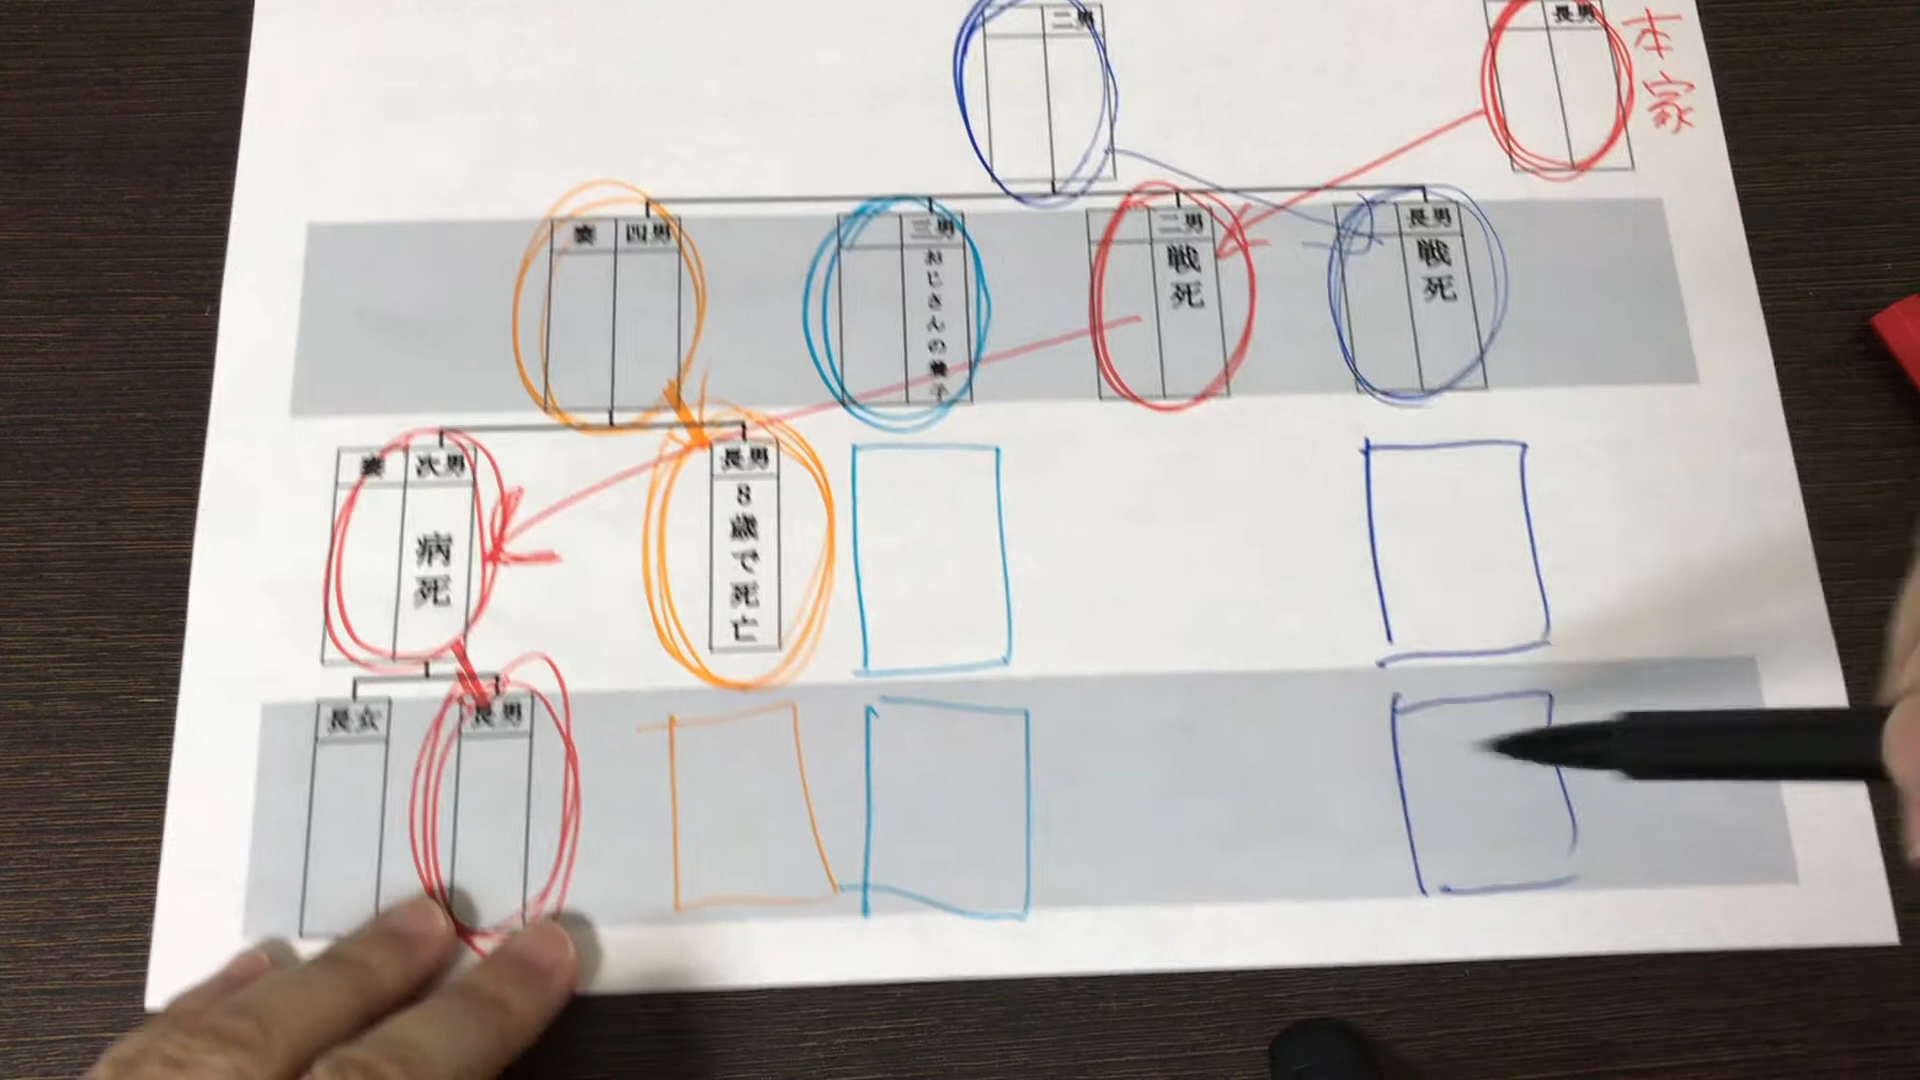 二男
長男
本家
妻
四男
三男
おじさんの養子
二男
戦死
長男
戦死
妻
次男
病死
長男
8歳で死亡
長女
長男